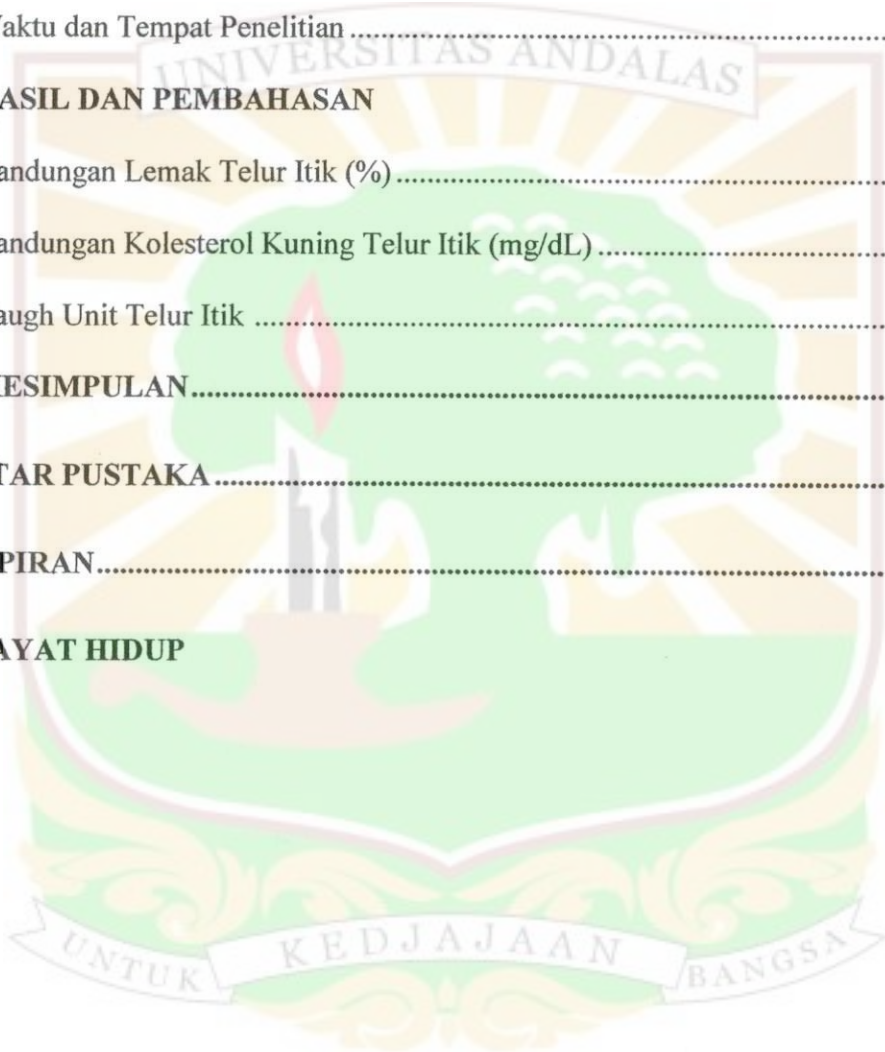 aktu dan Tempat Penelitian ................................................
UNIVERSITAS ANDALAS
ASIL DAN PEMBAHASAN
andungan Lemak Telur Itik (%) ................................................
andungan Kolesterol Kuning Telur Itik (mg/dL) ................................
augh Unit Telur Itik ................................................
ESIMPULAN................................................
TAR PUSTAKA ................................................
PIRAN................................................
AYAT HIDUP
UNTUK KEDJAJAAN BANGSA